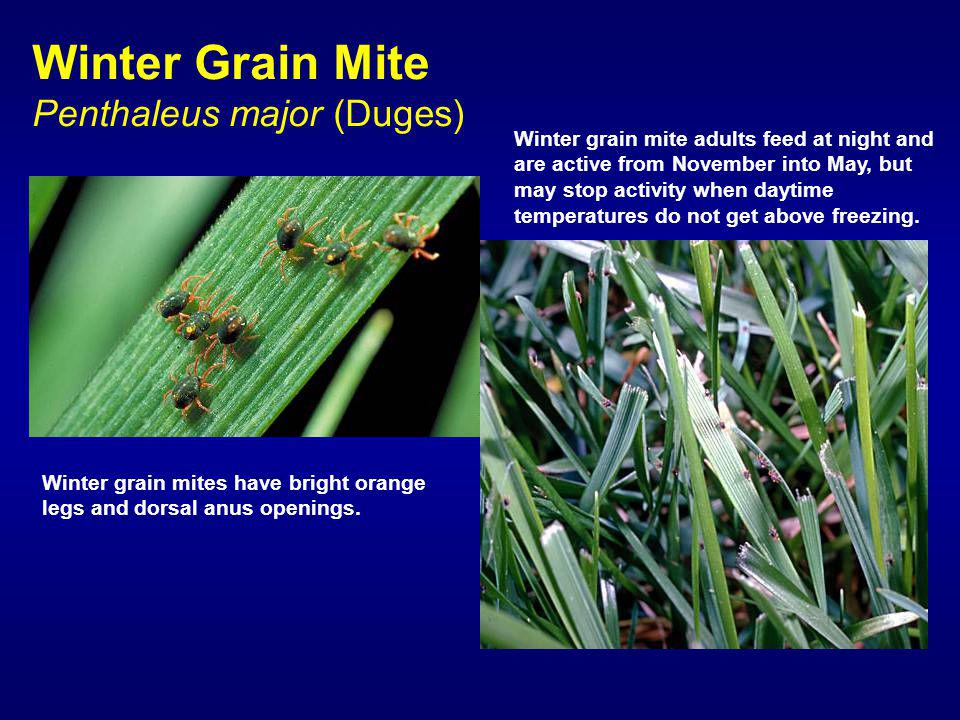 Winter Grain Mite
Penthaleus major (Duges)
Winter grain mite adults feed at night and
are active from November into May, but
may stop activity when daytime
temperatures do not get above freezing.
Winter grain mites have bright orange
legs and dorsal anus openings.